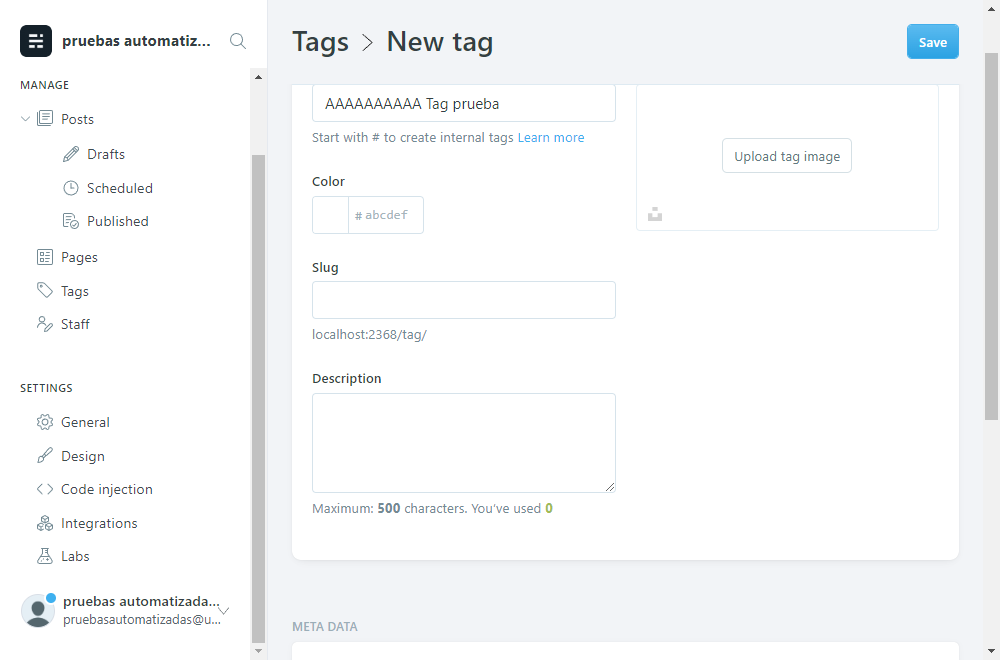 pruebas automatiz...
MANAGE
Posts
Drafts
Scheduled
Published
Pages
Tags
Staff
SETTINGS
General
Design
Code injection
Integrations
Labs
pruebas automatizada...
pruebasautomatizadas@u...
Tags > New tag
Save
AAAAAAAAAA Tag prueba
Start with # to create internal tags Learn more
Color
# abcdef
Slug
localhost:2368/tag/
Description
Maximum: 500 characters. You've used 0
Upload tag image
META DATA